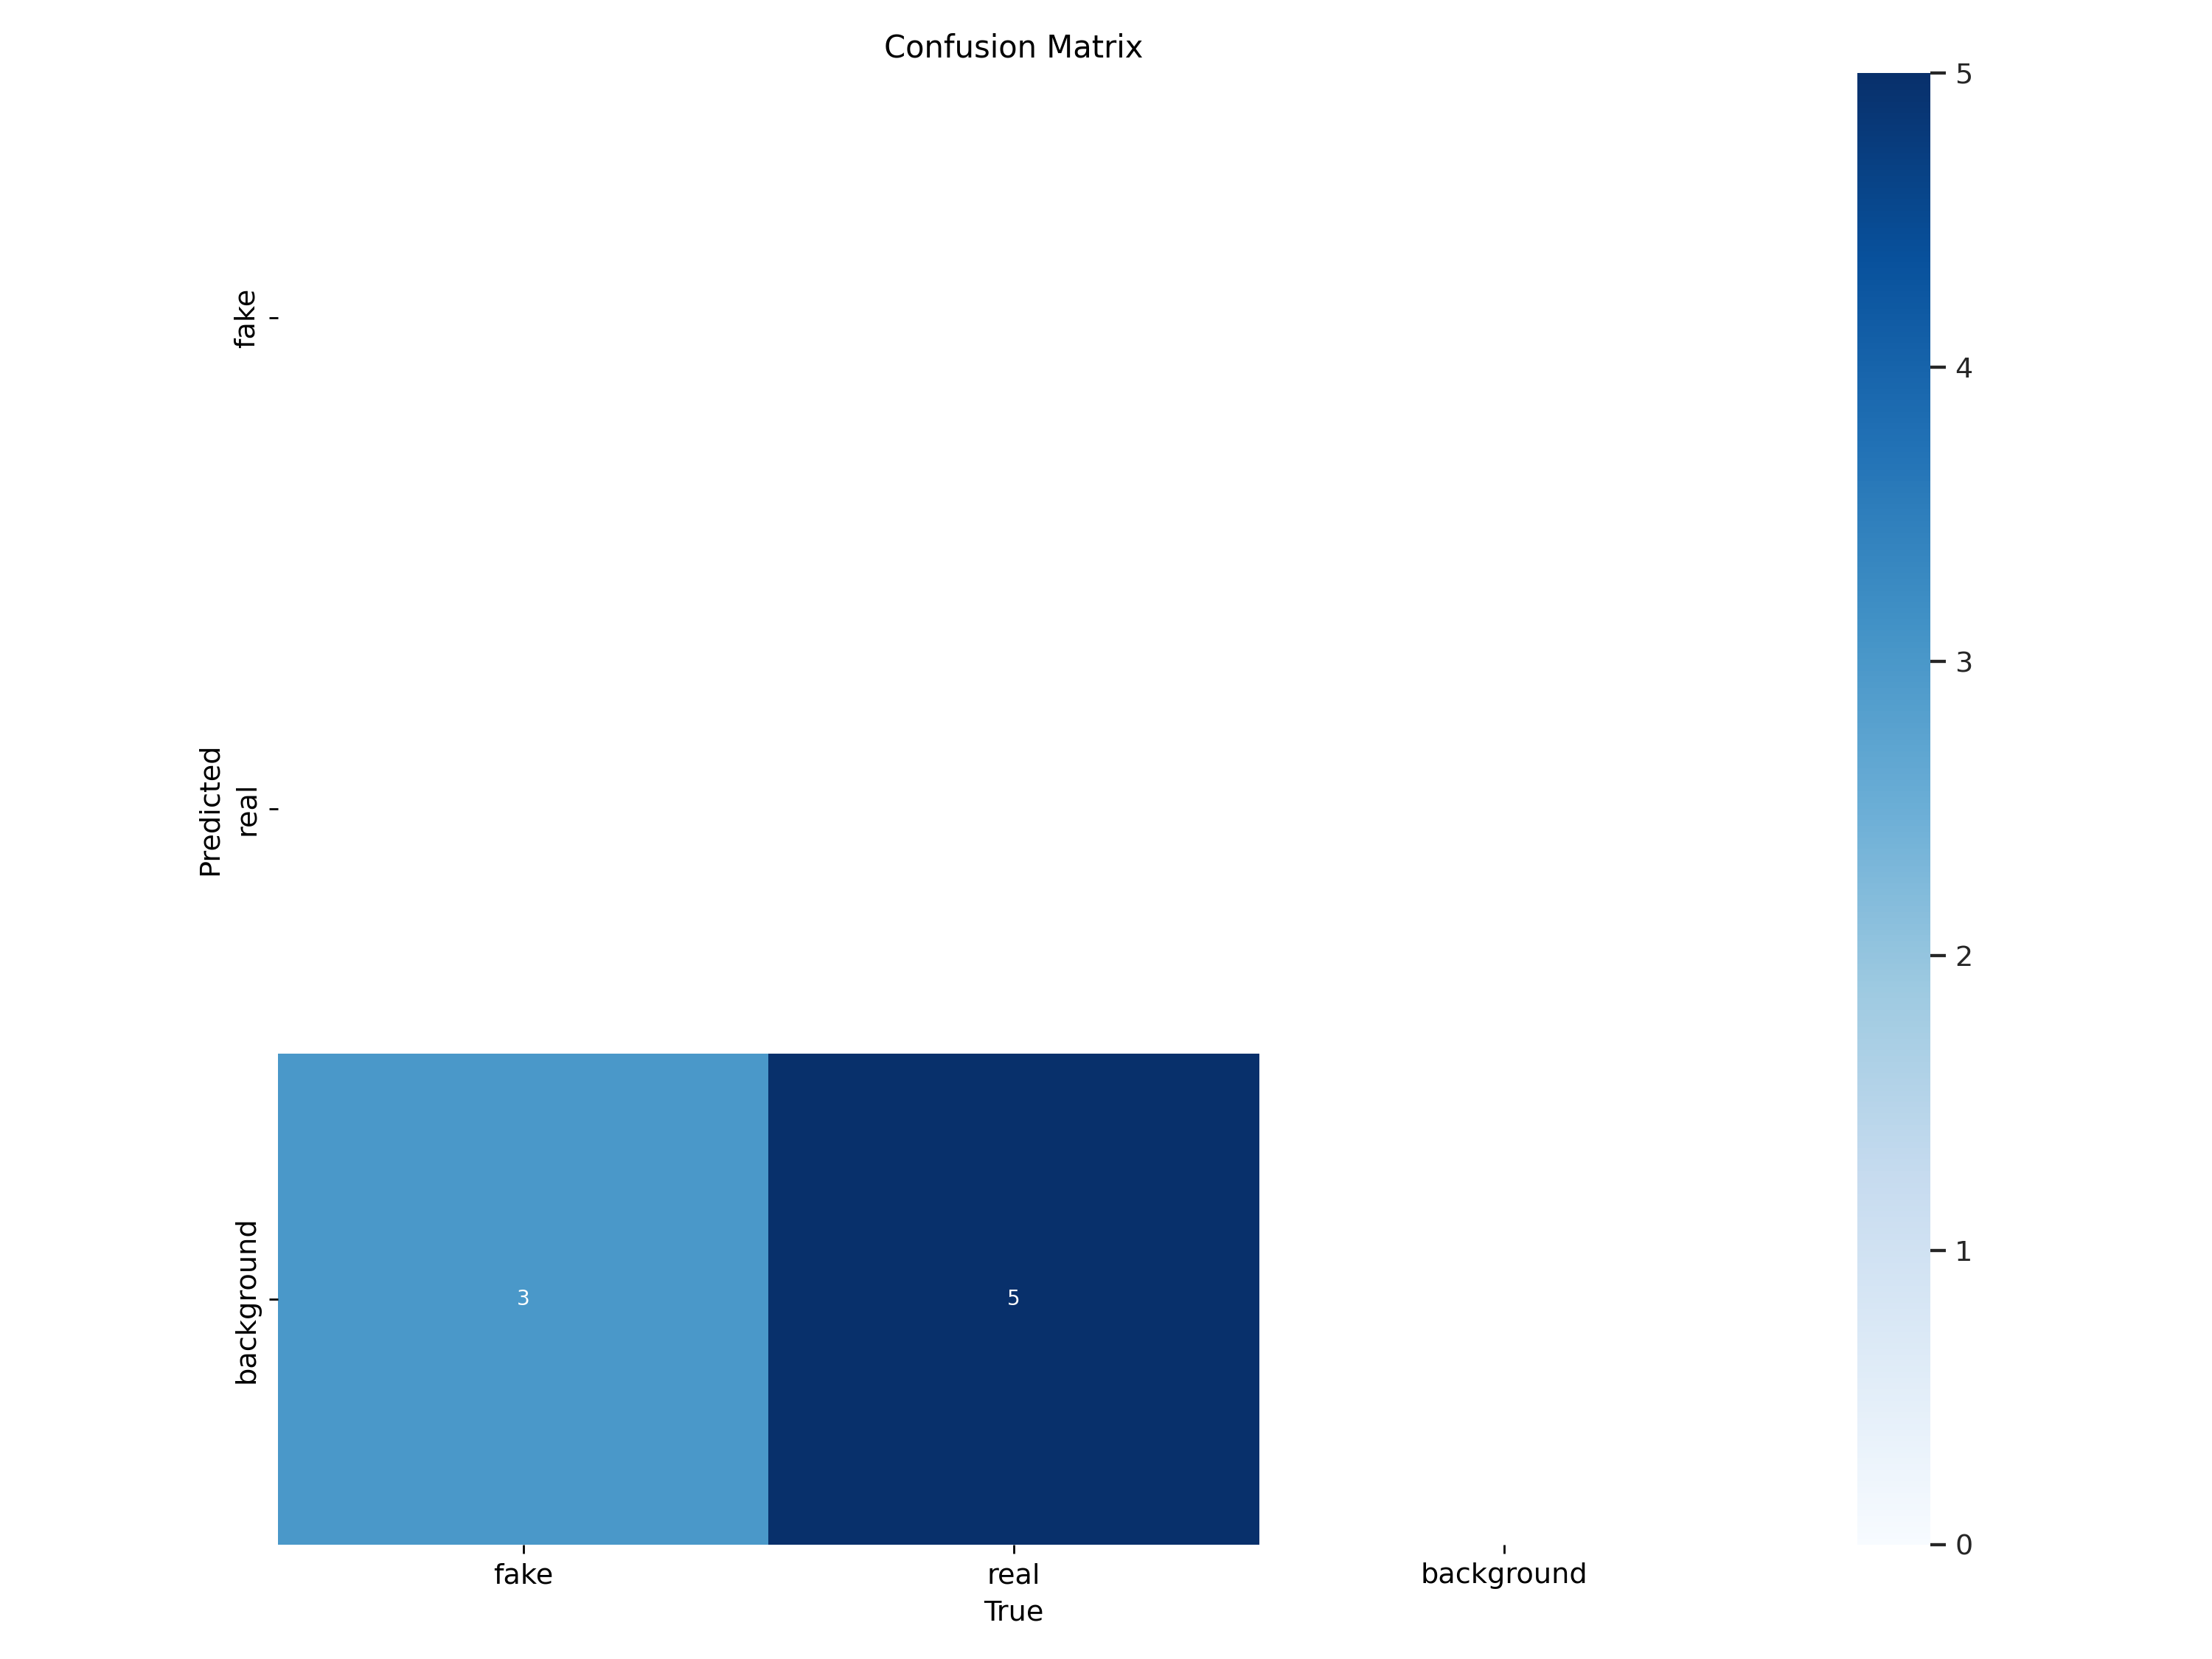 Confusion Matrix
5
4
3
2
1
0
Predicted
fake
real
background
3
5
fake
real
background
True